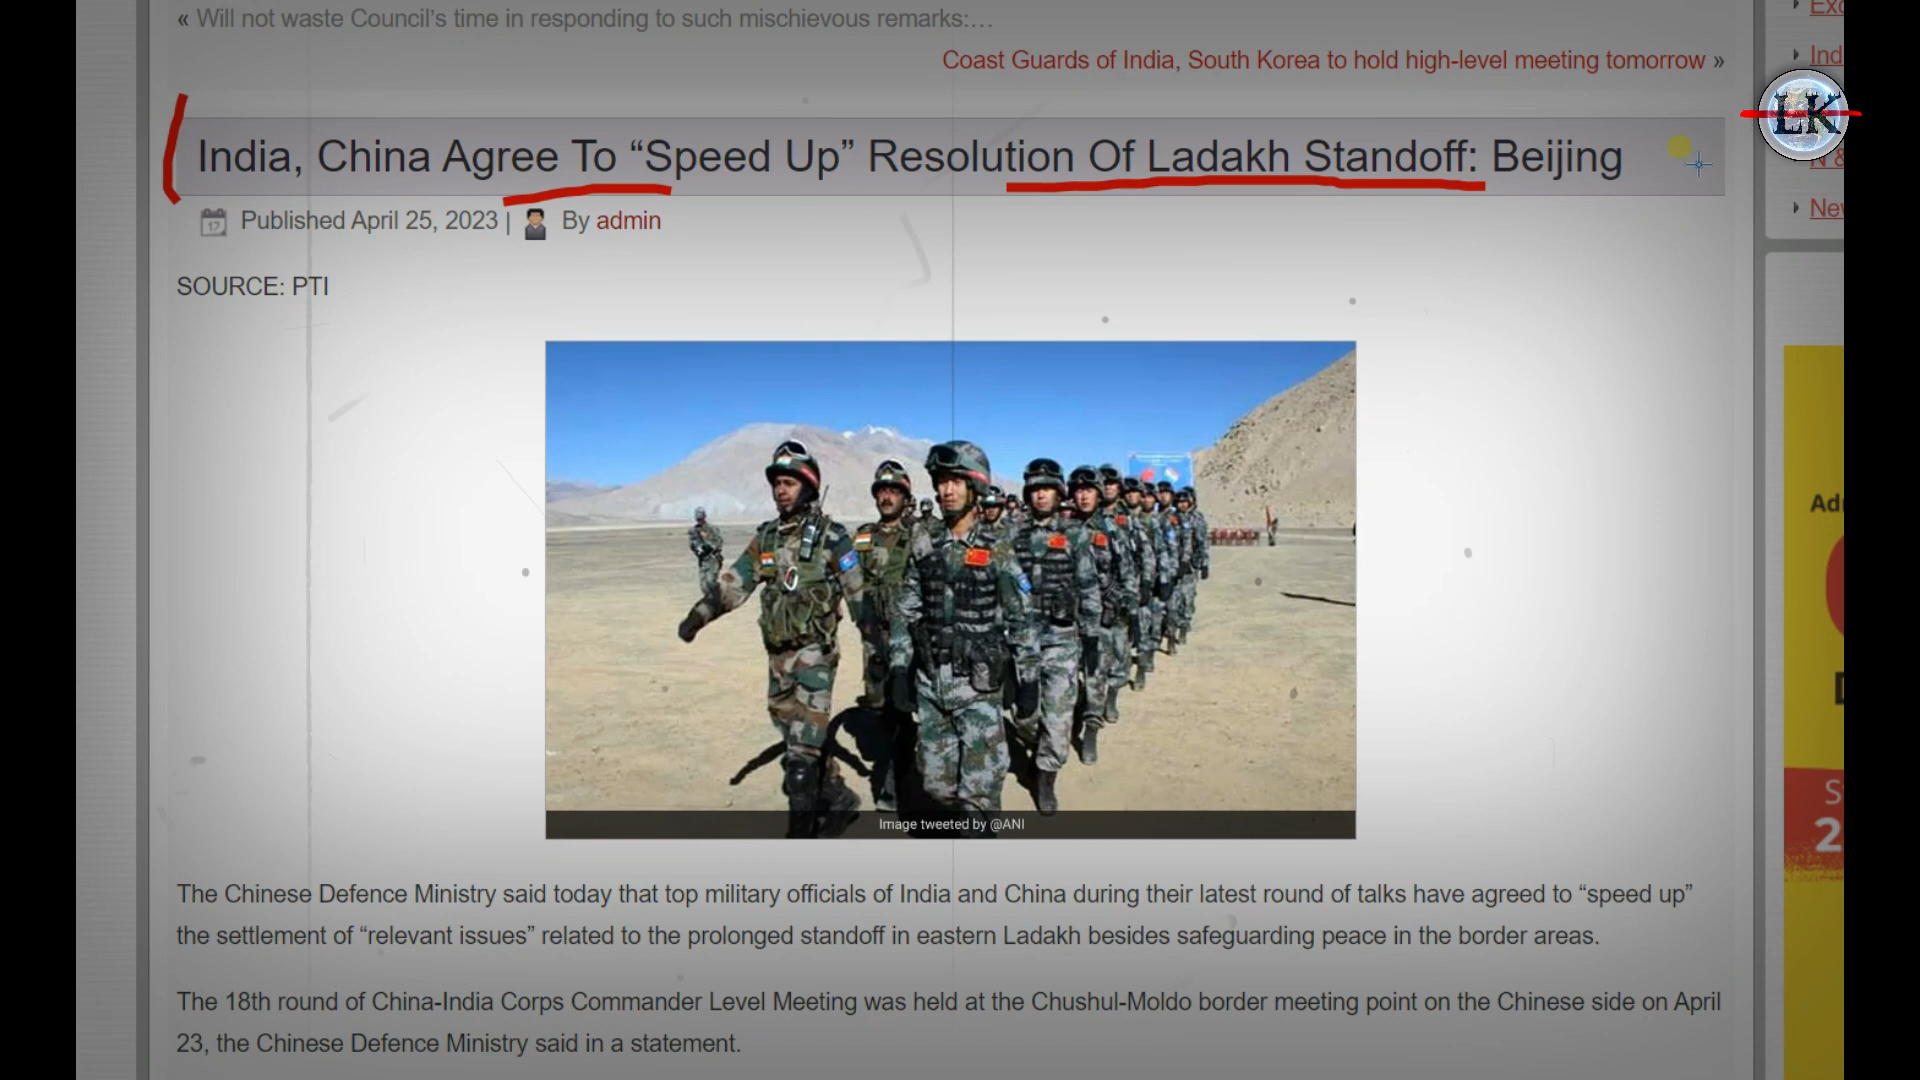 « Will not waste Council’s time in responding to such mischievous remarks:…
Coast Guards of India, South Korea to hold high-level meeting tomorrow »
India, China Agree To “Speed Up” Resolution Of Ladakh Standoff: Beijing
17 Published April 25, 2023 | By admin
SOURCE: PTI
Image tweeted by @ANI
The Chinese Defence Ministry said today that top military officials of India and China during their latest round of talks have agreed to “speed up”
the settlement of “relevant issues” related to the prolonged standoff in eastern Ladakh besides safeguarding peace in the border areas.
The 18th round of China-India Corps Commander Level Meeting was held at the Chushul-Moldo border meeting point on the Chinese side on April
23, the Chinese Defence Ministry said in a statement.
Ind
LK
N &
New